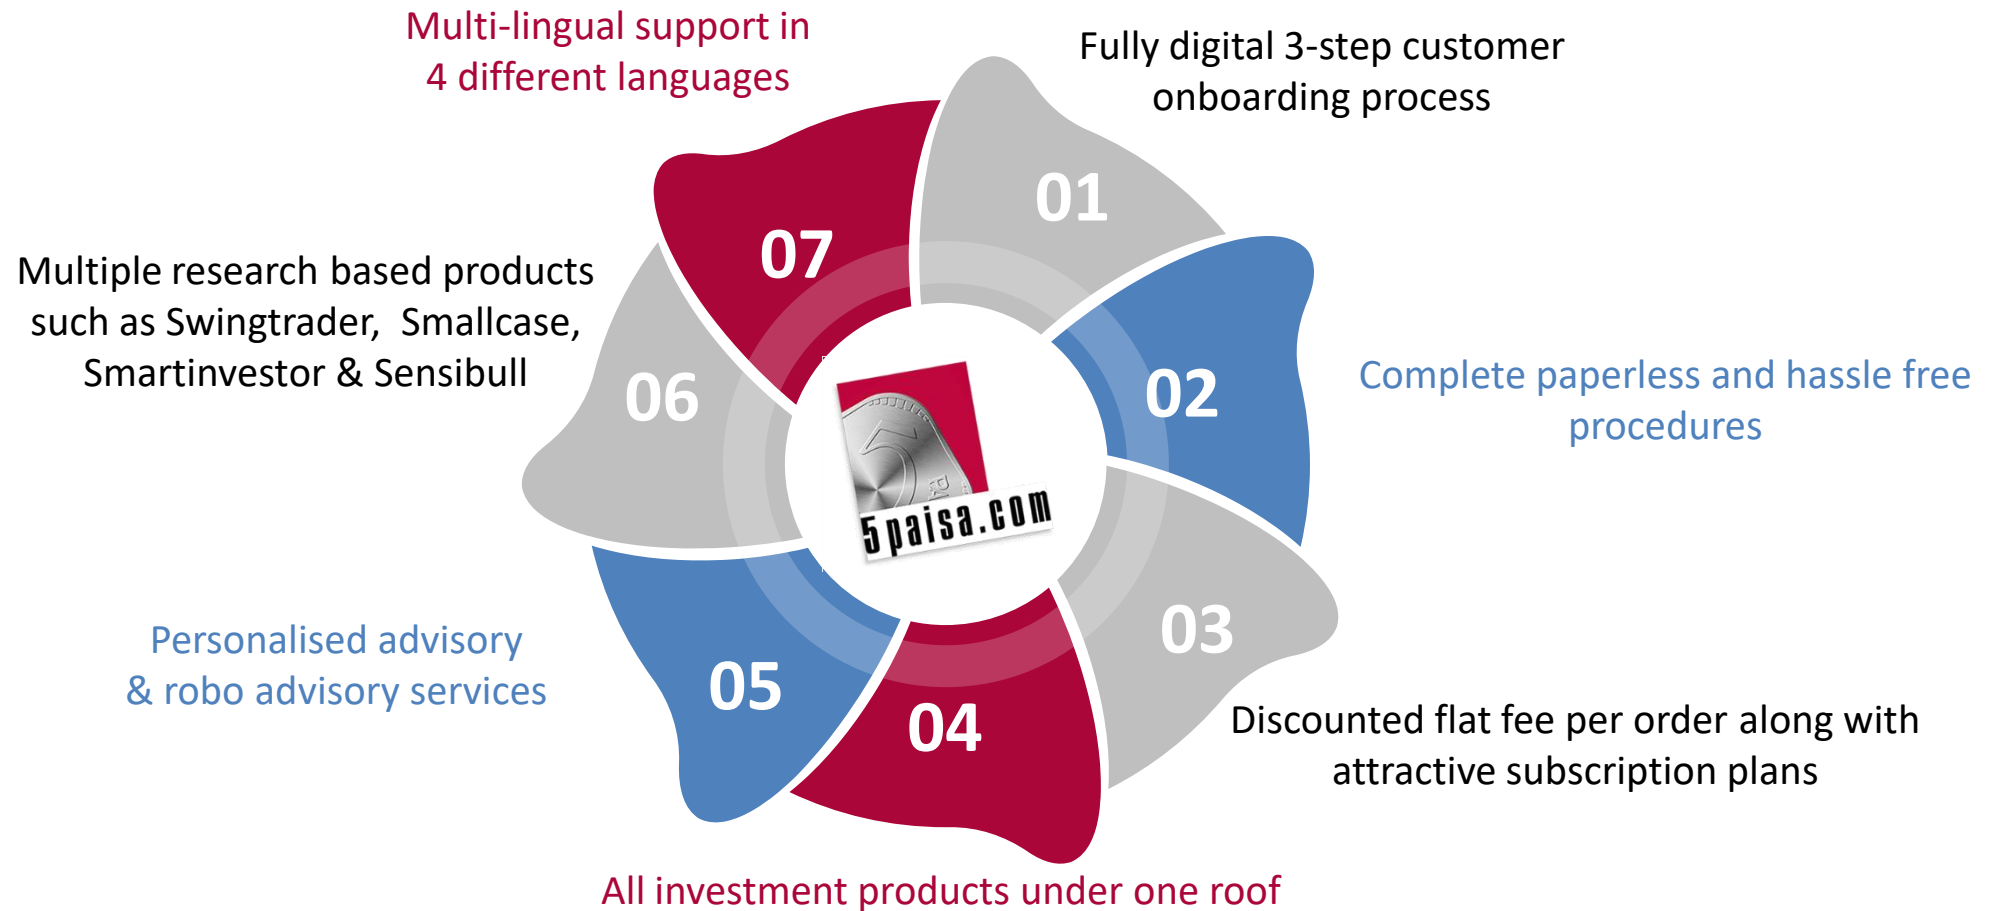 Multi-lingual support in
4 different languages
Fully digital 3-step customer
onboarding process
01
07
02
Multiple research based products
such as Swingtrader, Smallcase,
Smartinvestor & Sensibull
06
Complete paperless and hassle free
procedures
5
5paisa.com
03
Personalised advisory
& robo advisory services
05
04
Discounted flat fee per order along with
attractive subscription plans
All investment products under one roof